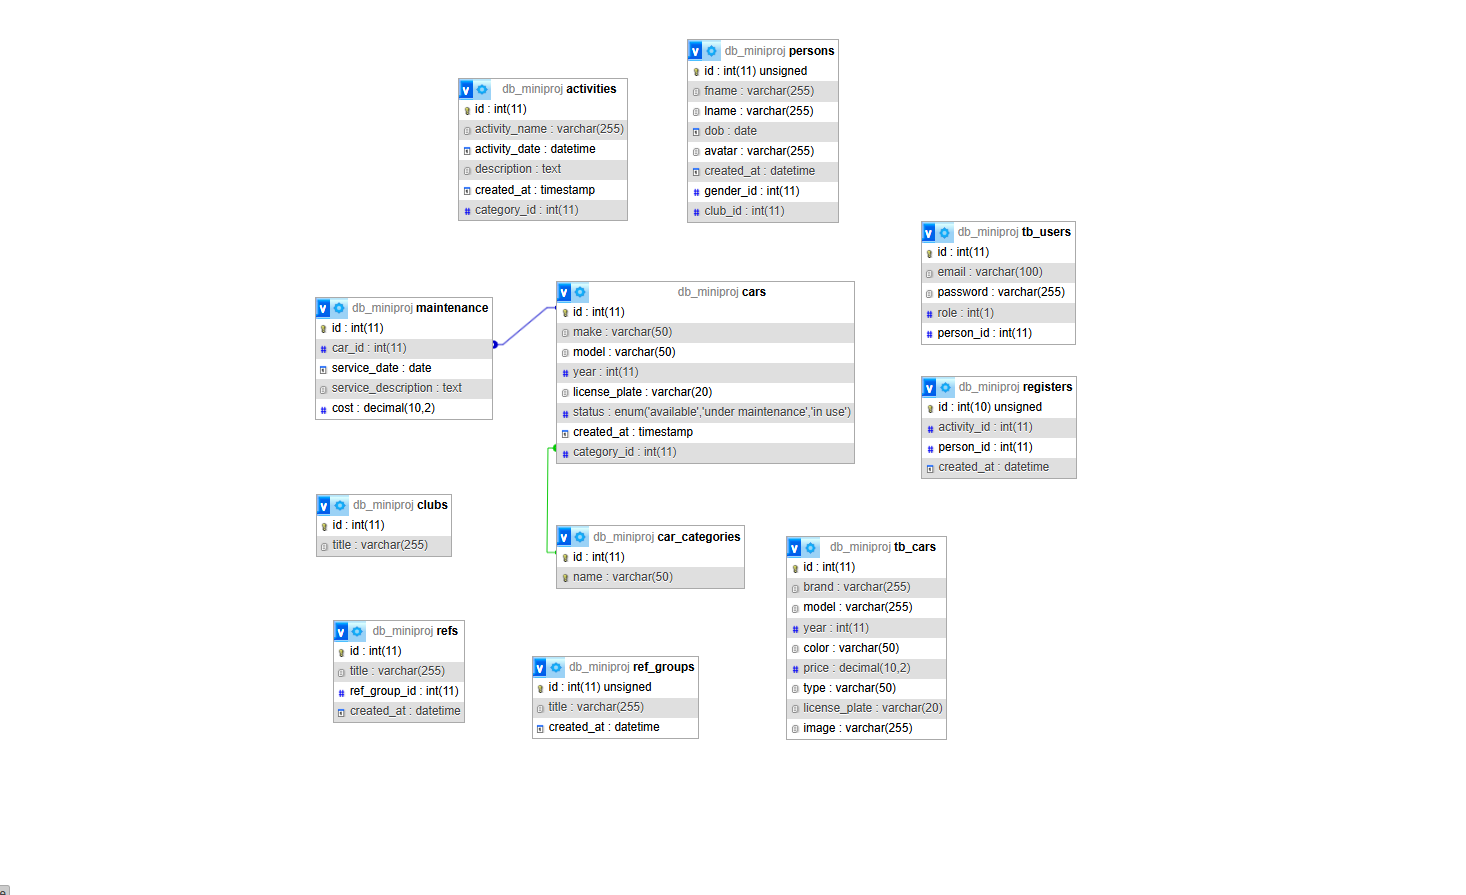 db_miniproj persons
id : int(11) unsigned
fname : varchar(255)
lname : varchar(255)
dob : date
avatar : varchar(255)
created_at : datetime
gender_id : int(11)
club_id : int(11)
db_miniproj activities
id : int(11)
activity_name : varchar(255)
activity_date : datetime
description : text
created_at : timestamp
category_id : int(11)
db_miniproj tb_users
id : int(11)
email : varchar(100)
password : varchar(255)
role : int(1)
person_id : int(11)
db_miniproj maintenance
id : int(11)
car_id : int(11)
service_date : date
service_description : text
cost : decimal(10,2)
db_miniproj cars
id : int(11)
make : varchar(50)
model : varchar(50)
year : int(11)
license_plate : varchar(20)
status : enum('available','under maintenance','in use')
created_at : timestamp
category_id : int(11)
db_miniproj registers
id : int(10) unsigned
activity_id : int(11)
person_id : int(11)
created_at : datetime
db_miniproj clubs
id : int(11)
title : varchar(255)
db_miniproj car_categories
id : int(11)
name : varchar(50)
db_miniproj tb_cars
id : int(11)
brand : varchar(255)
model : varchar(255)
year : int(11)
color : varchar(50)
price : decimal(10,2)
type : varchar(50)
license_plate : varchar(20)
image : varchar(255)
db_miniproj refs
id : int(11)
title : varchar(255)
ref_group_id : int(11)
created_at : datetime
db_miniproj ref_groups
id : int(11) unsigned
title : varchar(255)
created_at : datetime